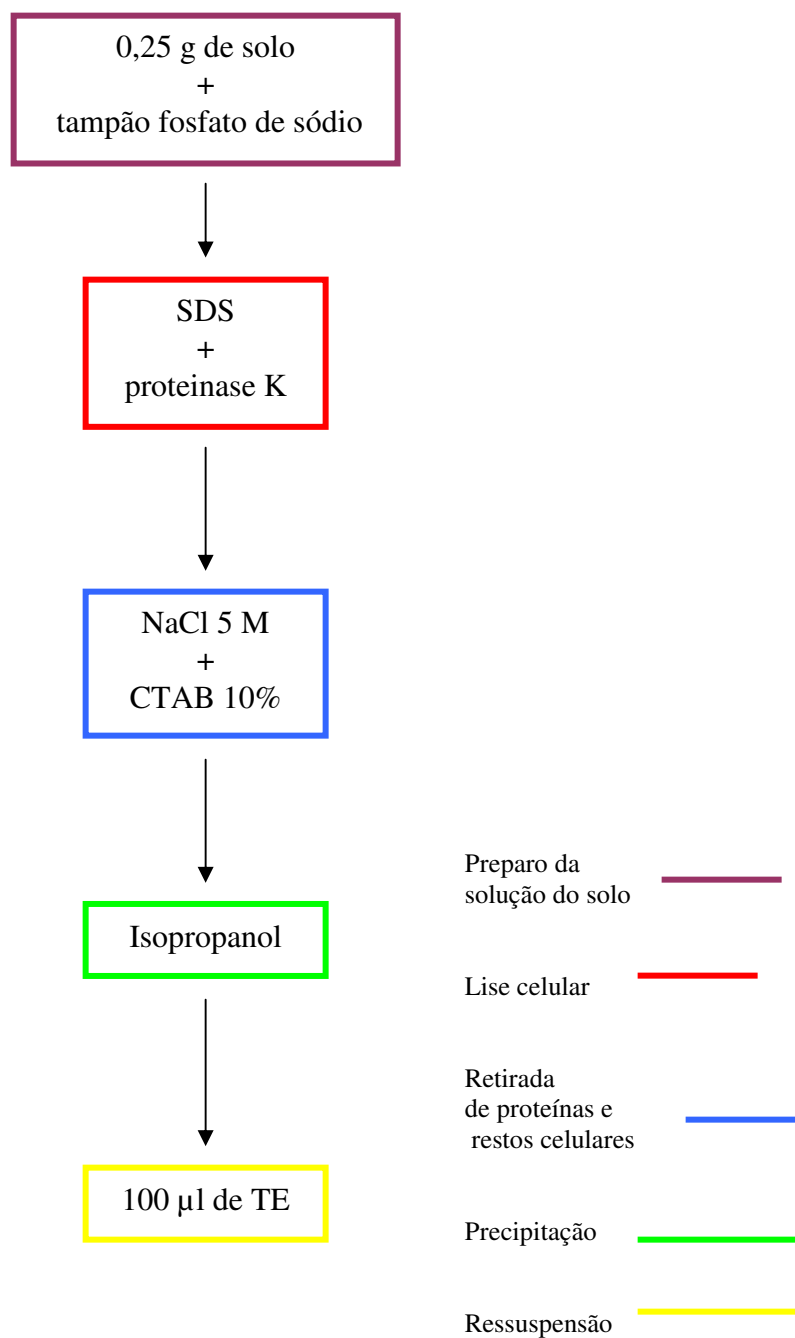 0,25 g de solo
+
tampão fosfato de sódio
SDS
+
proteinase K
NaCl 5 M
+
CTAB 10%
Isopropanol
100 µl de TE
Preparo da
solução do solo
Lise celular
Retirada
de proteínas e
restos celulares
Precipitação
Ressuspensão